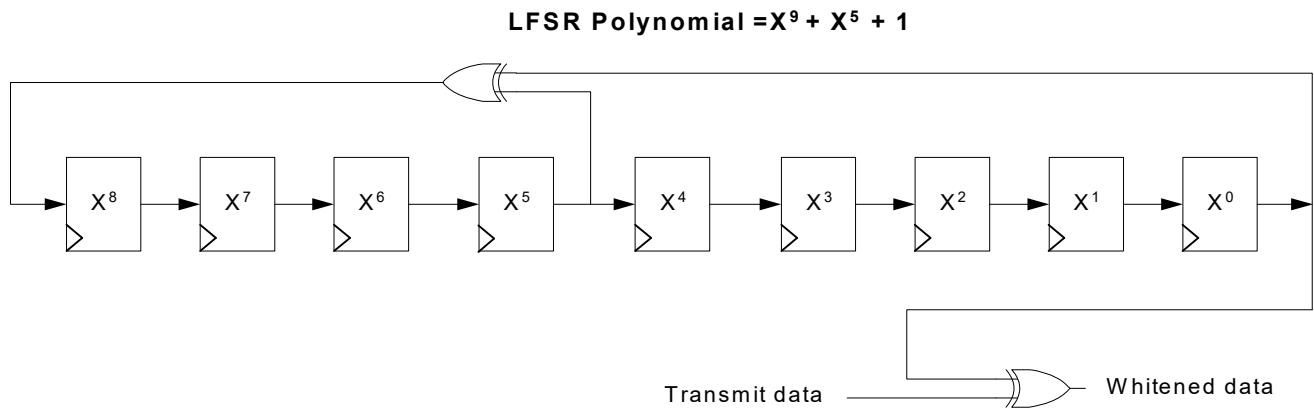 LFSR Polynomial =X⁹ + X⁵ + 1
X⁸ X⁷ X⁶ X⁵ X⁴ X³ X² X¹ X⁰
Transmit data Whitened data